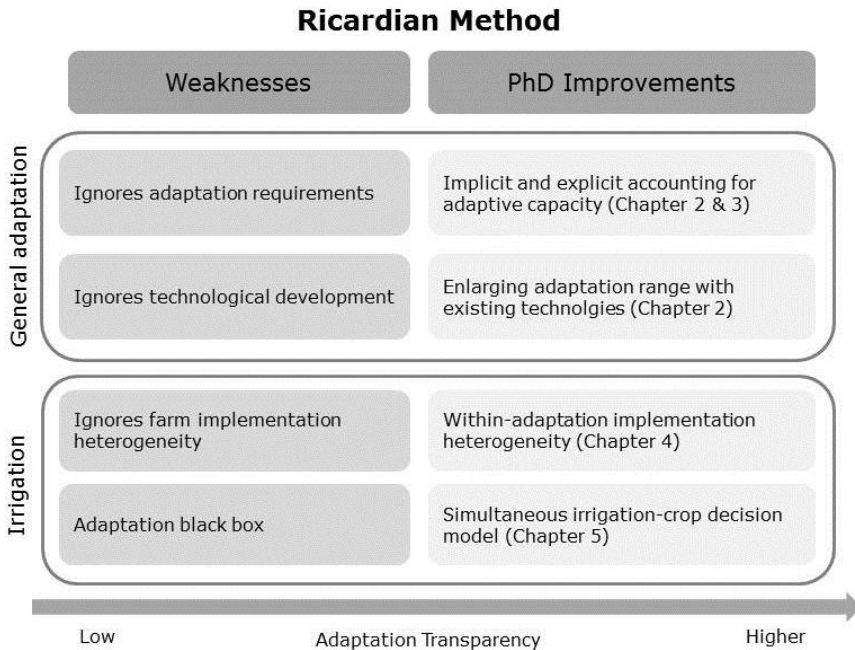 Ricardian Method
Weaknesses
PhD Improvements
General adaptation
Ignores adaptation requirements
Implicit and explicit accounting for
adaptive capacity (Chapter 2 & 3)
Ignores technological development
Enlarging adaptation range with
existing technolgies (Chapter 2)
Irrigation
Ignores farm implementation
heterogeneity
Within-adaptation implementation
heterogeneity (Chapter 4)
Adaptation black box
Simultaneous irrigation-crop decision
model (Chapter 5)
Low
Adaptation Transparency
Higher